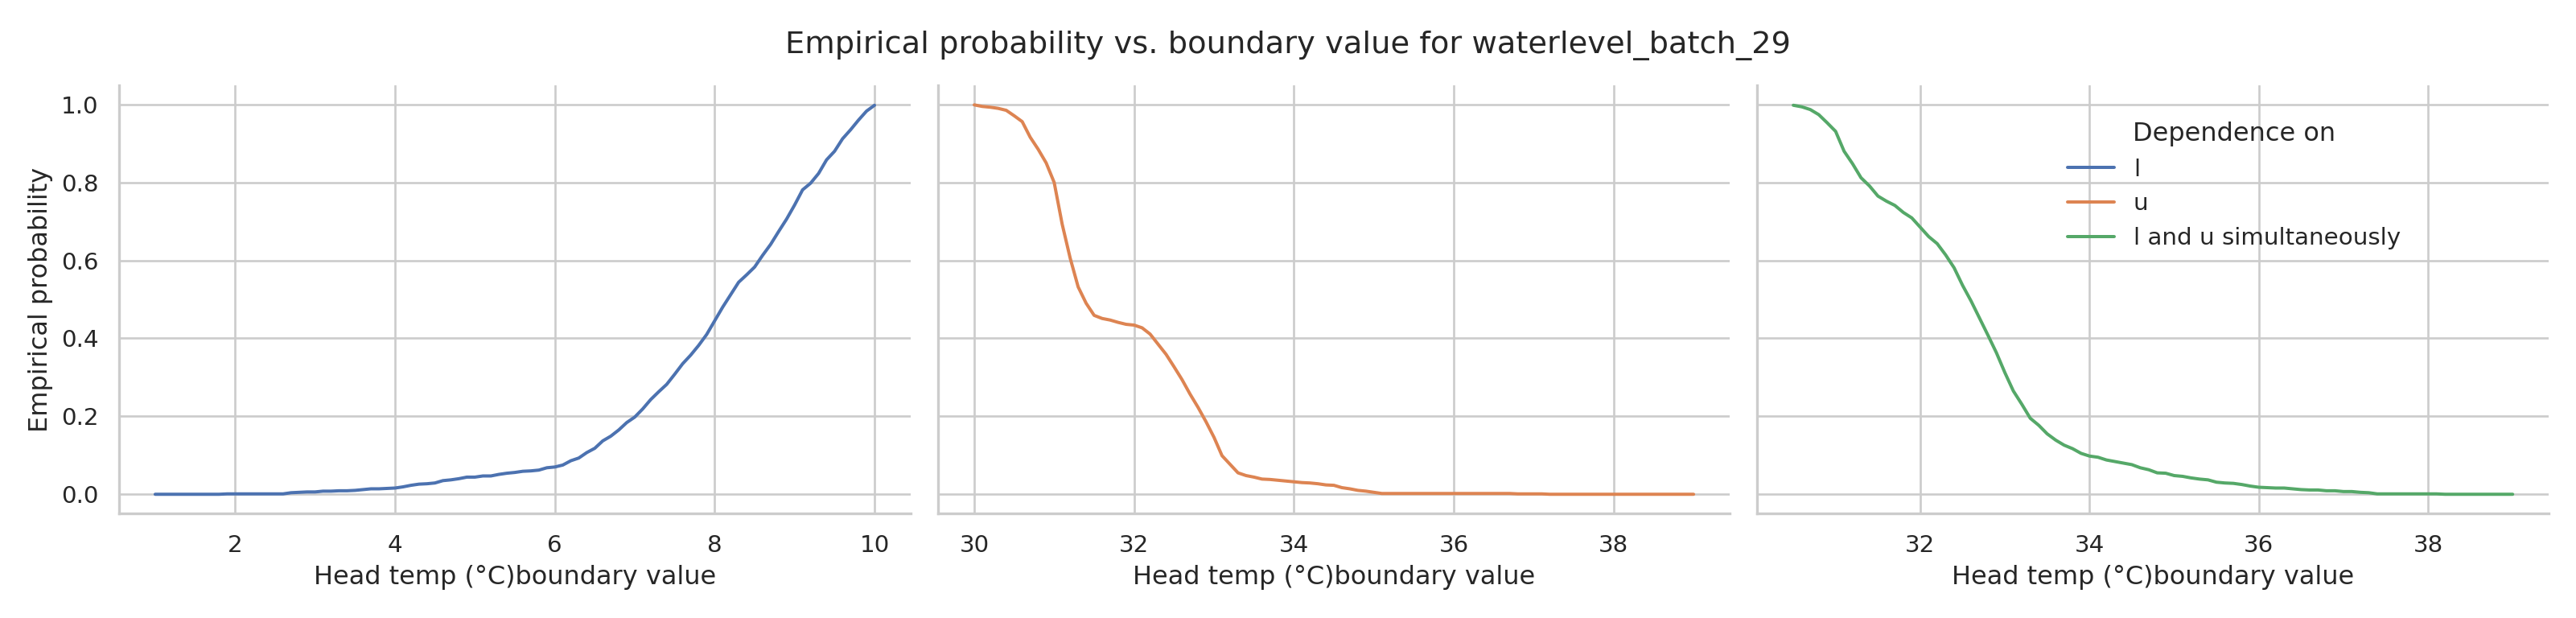 Empirical probability vs. boundary value for waterlevel_batch_29
Empirical probability
1.0
0.8
0.6
0.4
0.2
0.0
2 4 6 8 10
Head temp (°C)boundary value
30 32 34 36 38
Head temp (°C)boundary value
Dependence on
l
u
l and u simultaneously
32 34 36 38
Head temp (°C)boundary value